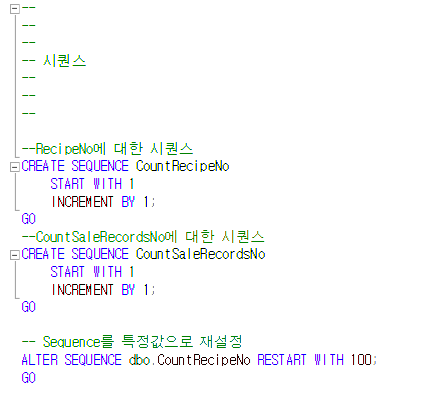 --
--
--
-- 시퀀스
--
--
--
--RecipeNo에 대한 시퀀스
CREATE SEQUENCE CountRecipeNo
START WITH 1
INCREMENT BY 1;
GO
--CountSaleRecordsNo에 대한 시퀀스
CREATE SEQUENCE CountSaleRecordsNo
START WITH 1
INCREMENT BY 1;
GO
-- Sequence를 특정값으로 재설정
ALTER SEQUENCE dbo.CountRecipeNo RESTART WITH 100;
GO